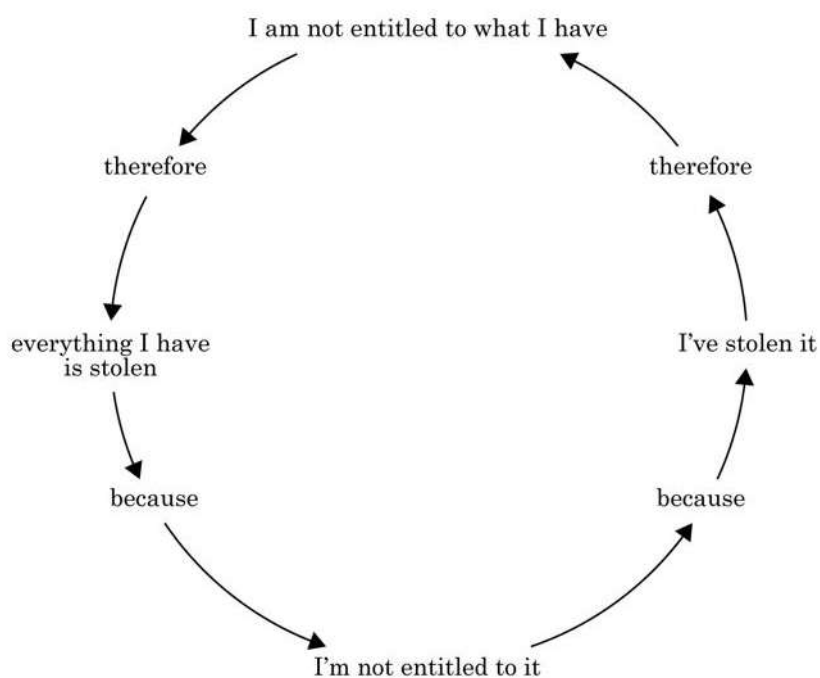 I am not entitled to what I have
therefore
everything I have
is stolen
because
I'm not entitled to it
because
I've stolen it
therefore